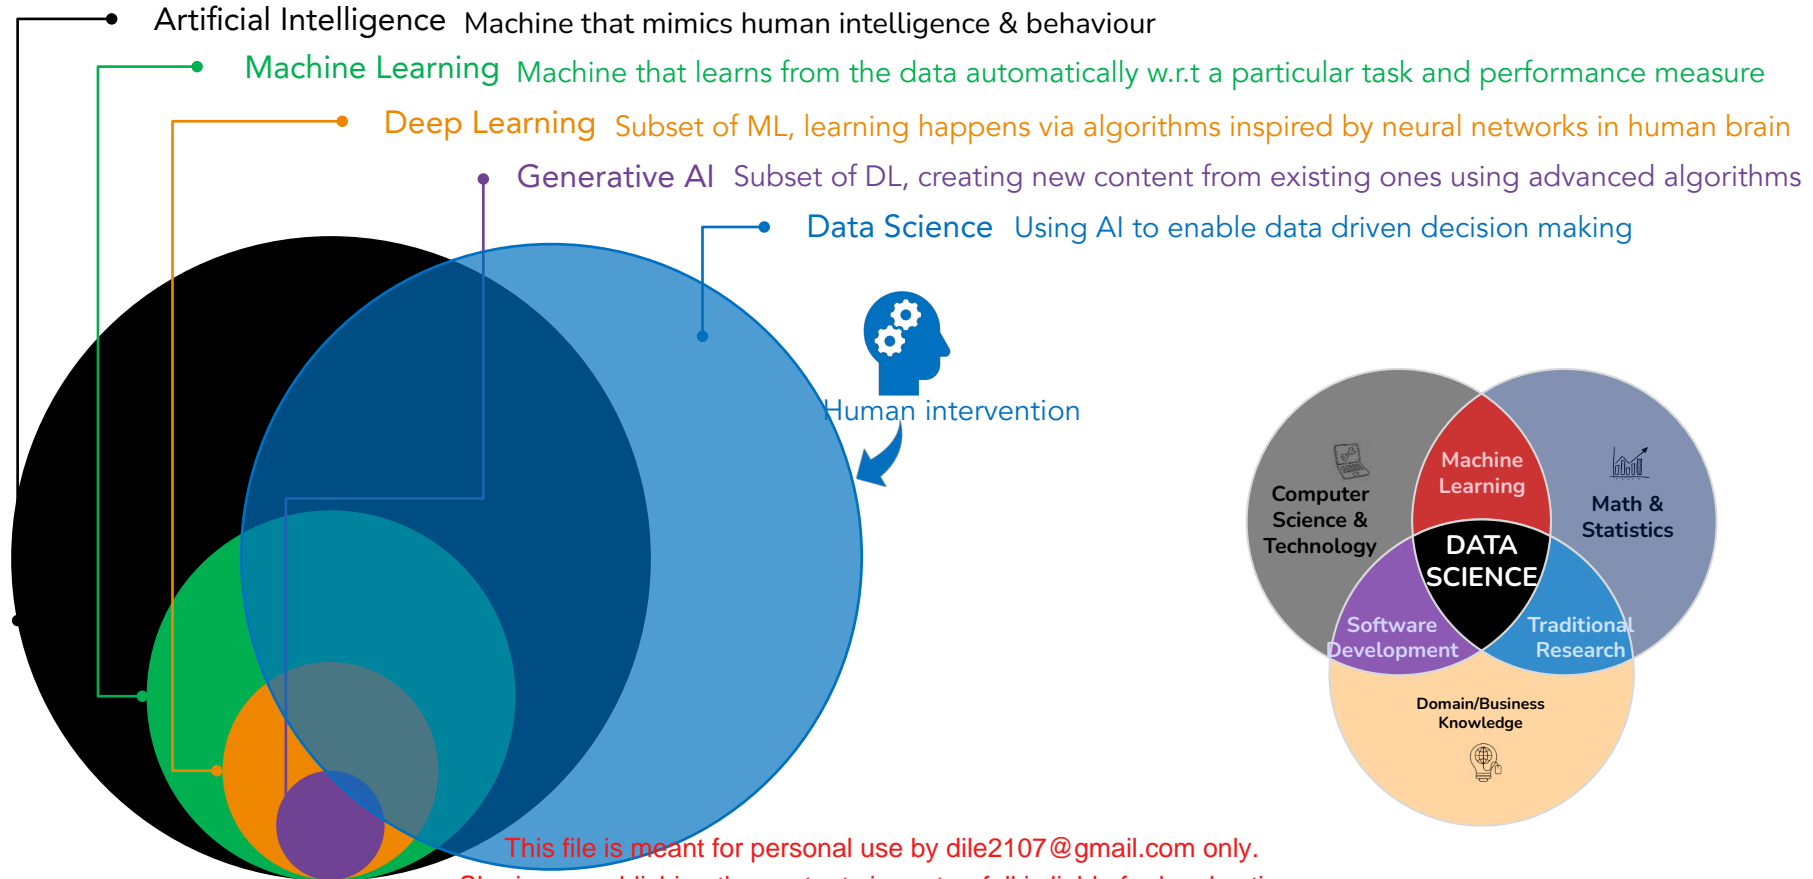 Artificial Intelligence Machine that mimics human intelligence & behaviour
Machine Learning Machine that learns from the data automatically w.r.t a particular task and performance measure
Deep Learning Subset of ML, learning happens via algorithms inspired by neural networks in human brain
Generative AI Subset of DL, creating new content from existing ones using advanced algorithms
Data Science Using AI to enable data driven decision making
Human intervention
Machine
Learning
Computer
Science &
Technology
Math &
Statistics
DATA
SCIENCE
Software
Development
Traditional
Research
Domain/Business
Knowledge
This file is meant for personal use by dile2107@gmail.com only.